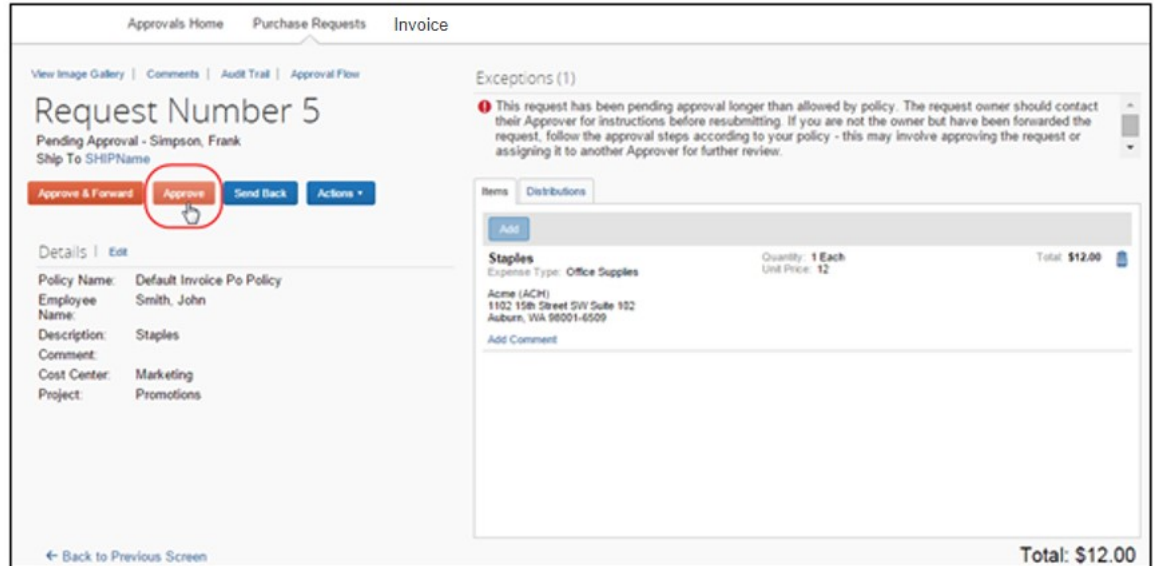 Approvals Home Purchase Requests Invoice
View Image Gallery | Comments | Audit Trail | Approval Flow
Request Number 5
Pending Approval - Simpson, Frank
Ship To SHIPName
Approve & Forward Approve Send Back Actions
Details | Edit
Policy Name: Default Invoice Po Policy
Employee Name: Smith, John
Description: Staples
Comment:
Cost Center: Marketing
Project: Promotions
← Back to Previous Screen
Exceptions (1)
This request has been pending approval longer than allowed by policy. The request owner should contact
their Approver for instructions before resubmitting. If you are not the owner but have been forwarded the
request, follow the approval steps according to your policy - this may involve approving the request or
assigning it to another Approver for further review.
Items Distributions
Add
Staples Quantity: 1 Each Total: $12.00
Expense Type: Office Supplies Unit Price: 12
Acme (ACH)
1102 15th Street SW Suite 102
Auburn, WA 98001-6509
Add Comment
Total: $12.00